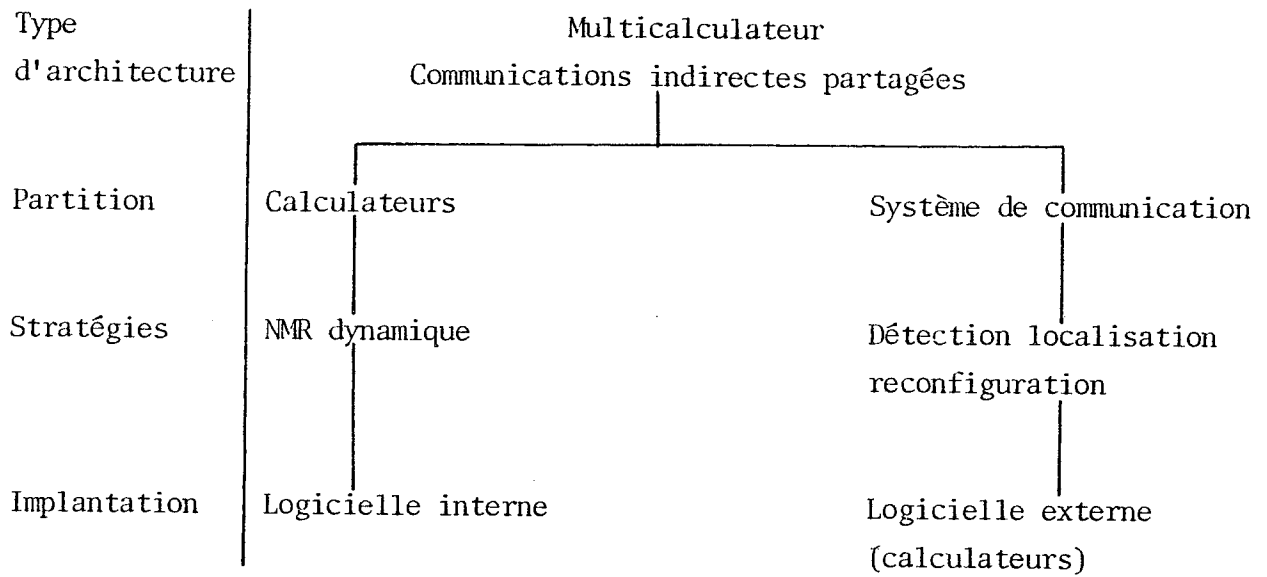 Type
d'architecture
Multicalculateur
Communications indirectes partagées
Partition
Calculateurs
Système de communication
Stratégies
NMR dynamique
Détection localisation
reconfiguration
Implantation
Logicielle interne
Logicielle externe
(calculateurs)